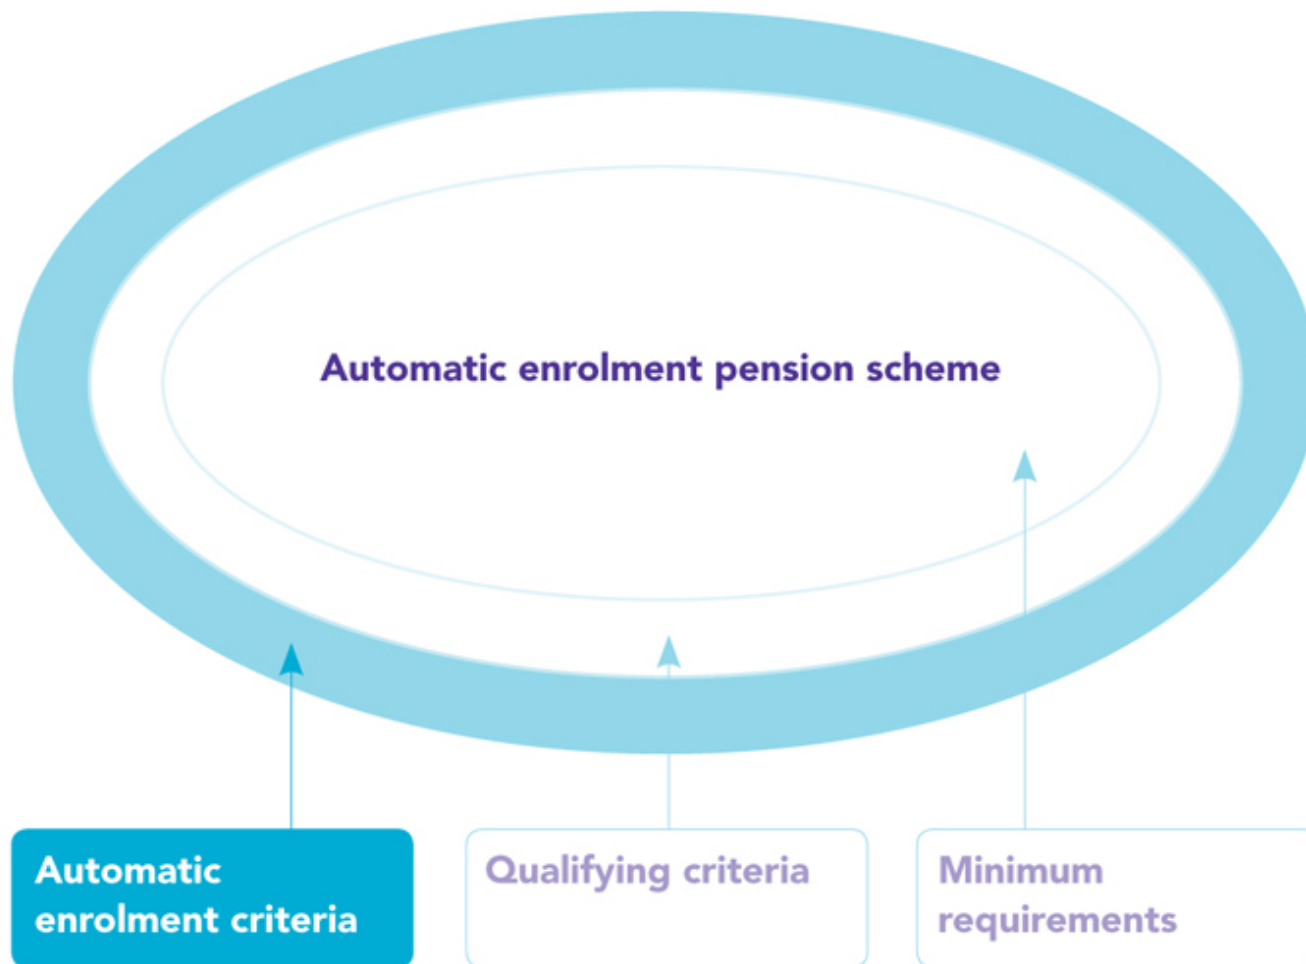 Automatic enrolment pension scheme
Automatic
enrolment criteria
Qualifying criteria
Minimum
requirements